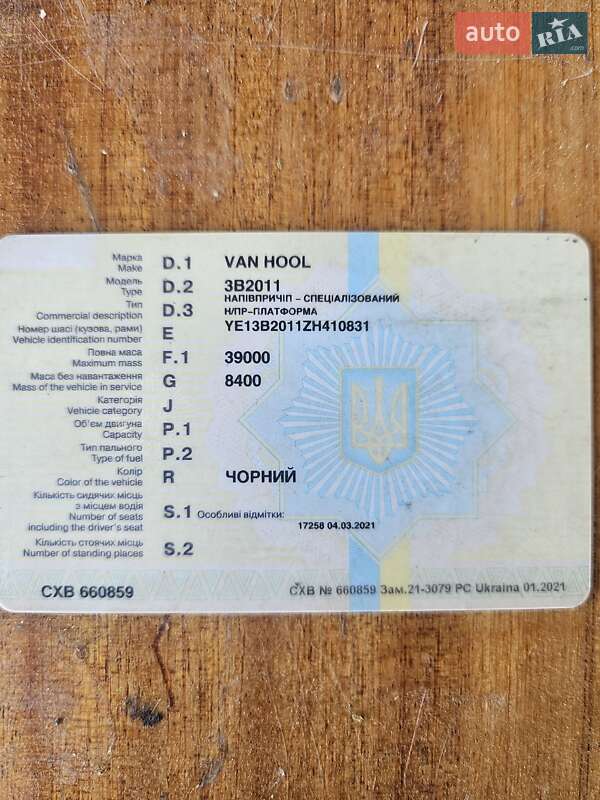 auto RIA.com
Марка D.1 VAN HOOL
Make
Модель D.2 3B2011
Type
НАПІВПРИЧІП – СПЕЦІАЛІЗОВАНИЙ
Тип D.3 Н/ПР-ПЛАТФОРМА
Commercial description
Номер шасі (кузова, рами) E YE13B2011ZH410831
Vehicle identification number
Повна маса F.1 39000
Maximum mass
Маса без навантаження G 8400
Mass of the vehicle in service
Категорія J
Vehicle category
Об'єм двигуна P.1
Capacity
Тип пального P.2
Type of fuel
Колір R ЧОРНИЙ
Color of the vehicle
Кількість сидячих місць
з місцем водія S.1 Особливі відмітки:
Number of seats
including the driver's seat
17258 04.03.2021
Кількість стоячих місць S.2
Number of standing places
СХВ 660859
СХВ № 660859 Зам.21-3079 РС Ukraina 01.2021